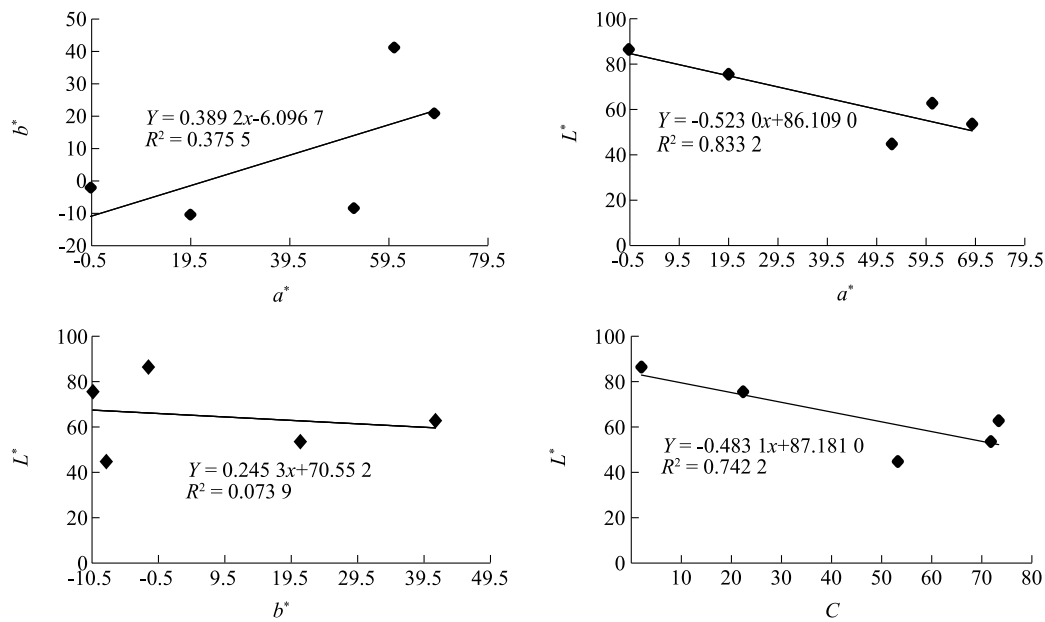 50
40
30
20
10
0
-10
-20
b*
Y = 0.389 2x-6.096 7
R² = 0.375 5
-0.5 19.5 39.5 59.5 79.5
a*
100
80
60
40
20
0
L*
Y = -0.523 0x+86.109 0
R² = 0.833 2
-0.5 9.5 19.5 29.5 39.5 49.5 59.5 69.5 79.5
a*
100
80
60
40
20
0
L*
Y = 0.245 3x+70.55 2
R² = 0.073 9
-10.5 -0.5 9.5 19.5 29.5 39.5 49.5
b*
100
80
60
40
20
0
L*
Y = -0.483 1x+87.181 0
R² = 0.742 2
10 20 30 40 50 60 70 80
C